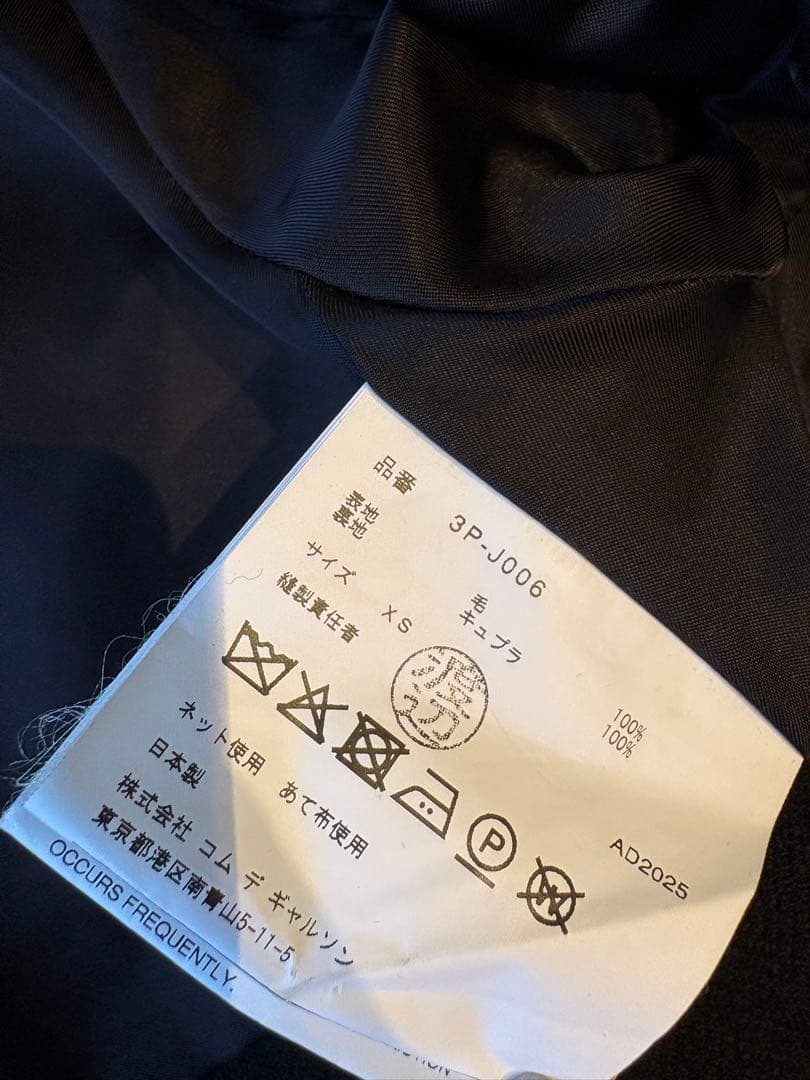 品番 3P-J006
表地 毛 100%
裏地 キュプラ 100%
サイズ XS
縫製責任者 渡辺
P
W
ネット使用 あて布使用
日本製 AD2025
株式会社 コム デ ギャルソン
東京都港区南青山5-11-5
OCCURS FREQUENTLY.